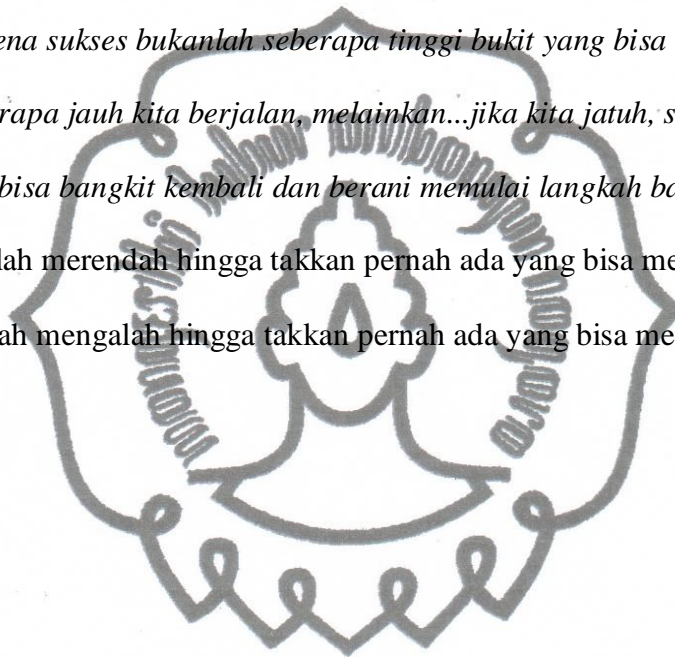 ena sukses bukanlah seberapa tinggi bukit yang bisa
rapa jauh kita berjalan, melainkan...jika kita jatuh, s
bisa bangkit kembali dan berani memulai langkah ba
lah merendah hingga takkan pernah ada yang bisa me
ah mengalah hingga takkan pernah ada yang bisa me